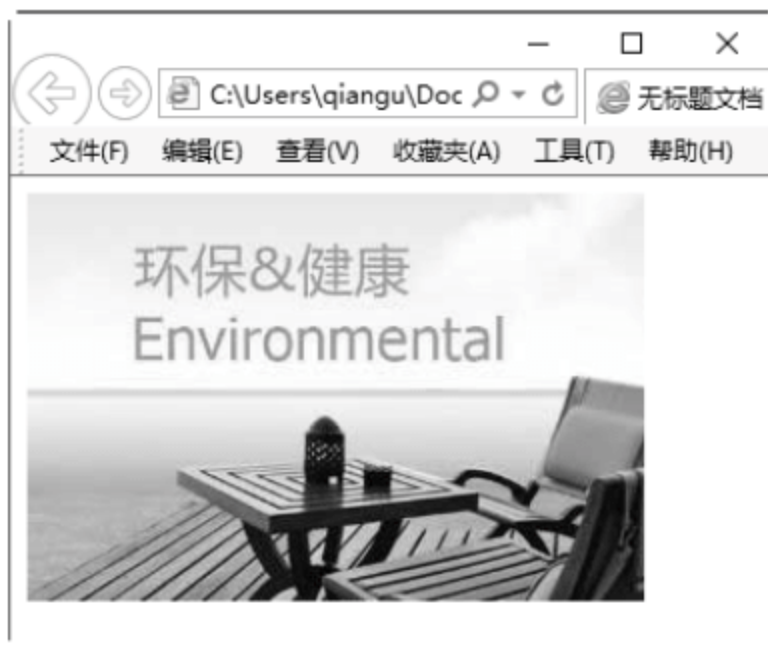 C:\Users\qiangu\Doc
无标题文档
文件(F) 编辑(E) 查看(V) 收藏夹(A) 工具(T) 帮助(H)
环保&健康
Environmental